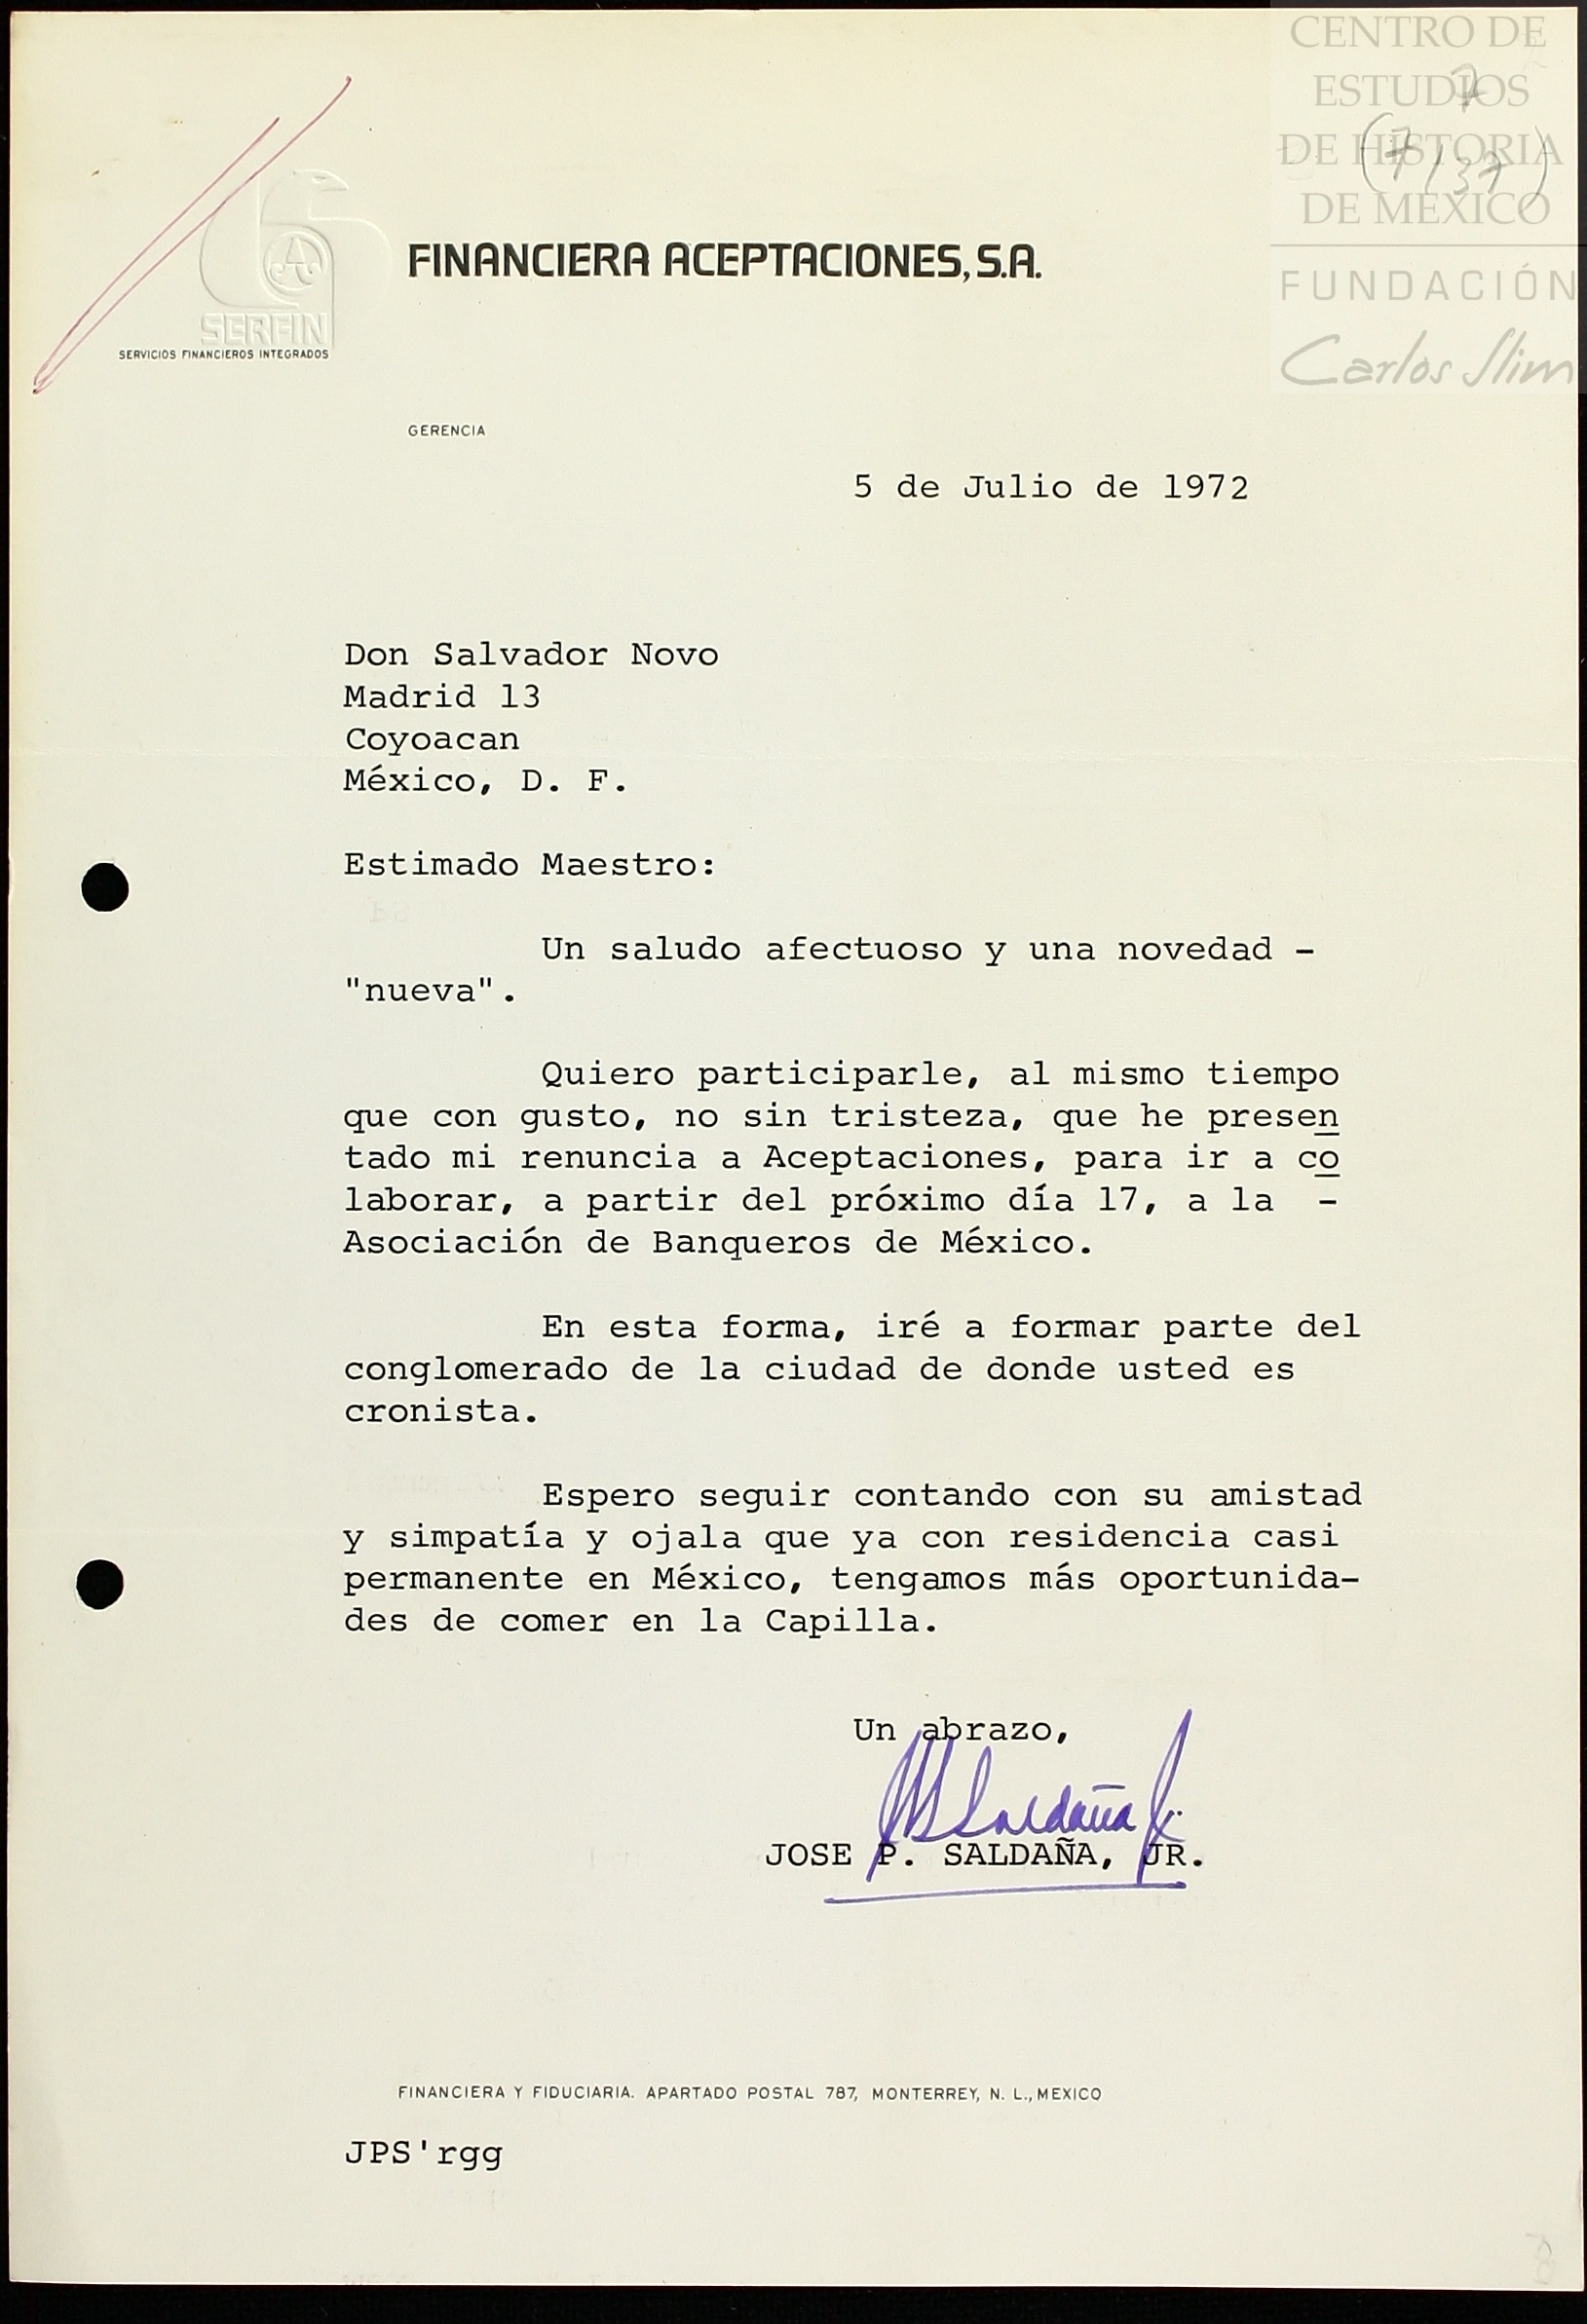 CENTRO DE
ESTUDIOS
DE HISTORIA
DE MÉXICO
FUNDACIÓN
Carlos Slim
7
(7/37)
FINANCIERA ACEPTACIONES, S.A.
SERFIN
SERVICIOS FINANCIEROS INTEGRADOS
GERENCIA
5 de Julio de 1972
Don Salvador Novo
Madrid 13
Coyoacan
México, D. F.
Estimado Maestro:
Un saludo afectuoso y una novedad -
"nueva".
Quiero participarle, al mismo tiempo
que con gusto, no sin tristeza, que he presen
tado mi renuncia a Aceptaciones, para ir a co
laborar, a partir del próximo día 17, a la -
Asociación de Banqueros de México.
En esta forma, iré a formar parte del
conglomerado de la ciudad de donde usted es
cronista.
Espero seguir contando con su amistad
y simpatía y ojala que ya con residencia casi
permanente en México, tengamos más oportunida-
des de comer en la Capilla.
Un abrazo,
JPSaldaña Jr.
JOSE P. SALDAÑA, JR.
FINANCIERA Y FIDUCIARIA. APARTADO POSTAL 787, MONTERREY, N. L., MEXICO
JPS'rgg
8